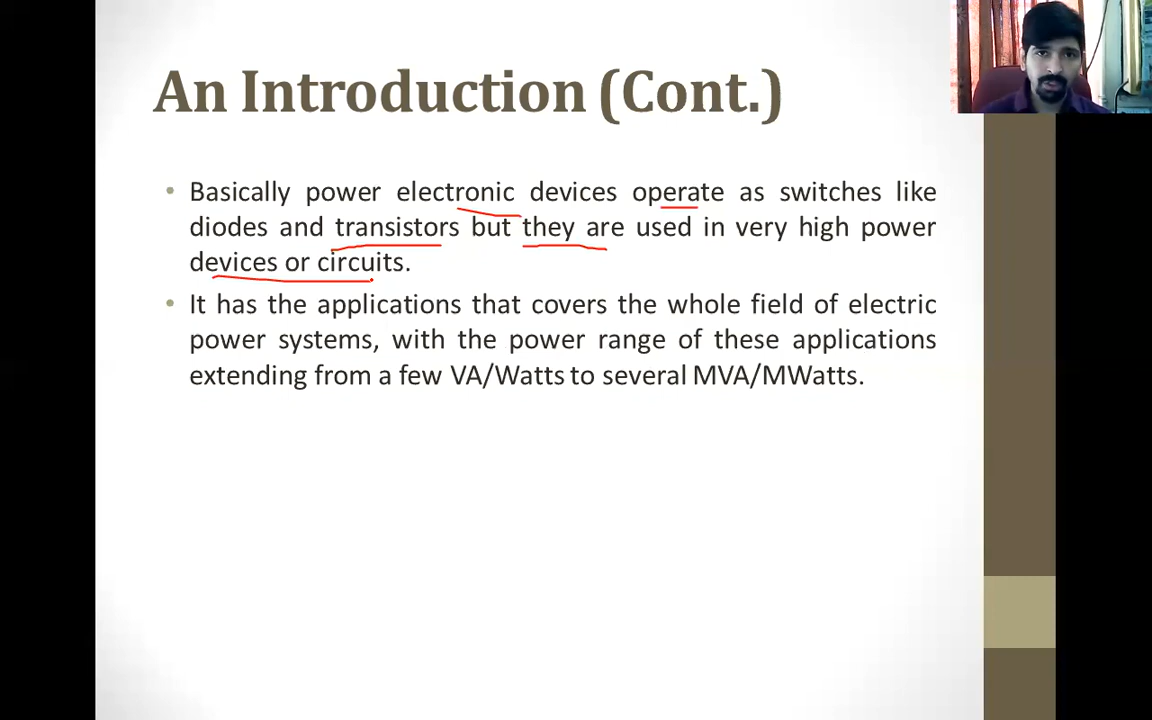 An Introduction (Cont.)
• Basically power electronic devices operate as switches like
diodes and transistors but they are used in very high power
devices or circuits.
• It has the applications that covers the whole field of electric
power systems, with the power range of these applications
extending from a few VA/Watts to several MVA/MWatts.